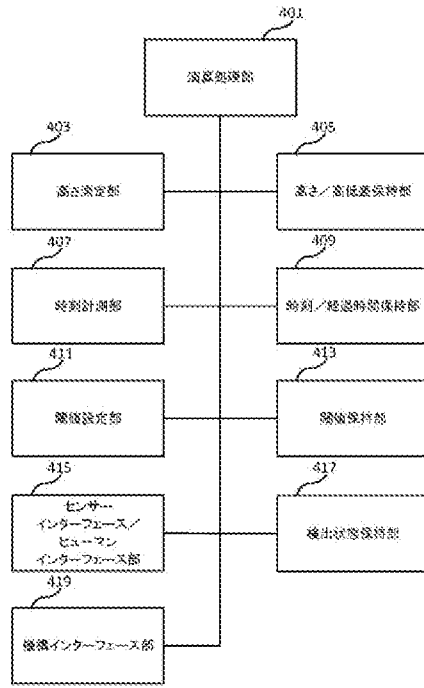 401
演算処理部
403
高さ測定部
405
高さ／高低差保持部
407
時刻計測部
409
時刻／経過時間保持部
411
閾値設定部
413
閾値保持部
415
センサー
インターフェース／
ヒューマン
インターフェース部
417
検出状態保持部
419
インターフェース部